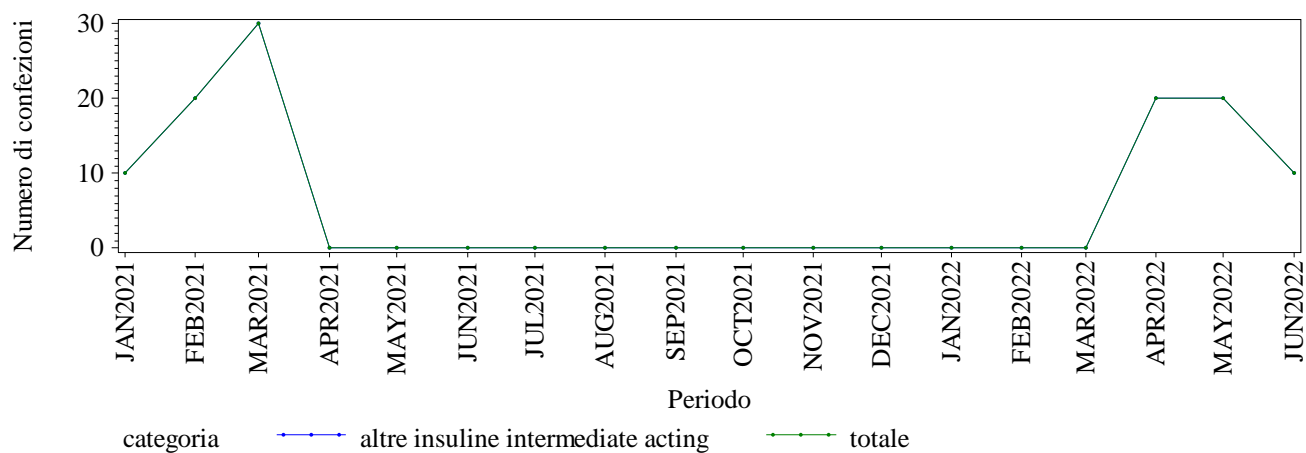 Numero di confezioni
30
20
10
0
JAN2021
FEB2021
MAR2021
APR2021
MAY2021
JUN2021
JUL2021
AUG2021
SEP2021
OCT2021
NOV2021
DEC2021
JAN2022
FEB2022
MAR2022
APR2022
MAY2022
JUN2022
Periodo
categoria altre insuline intermediate acting totale